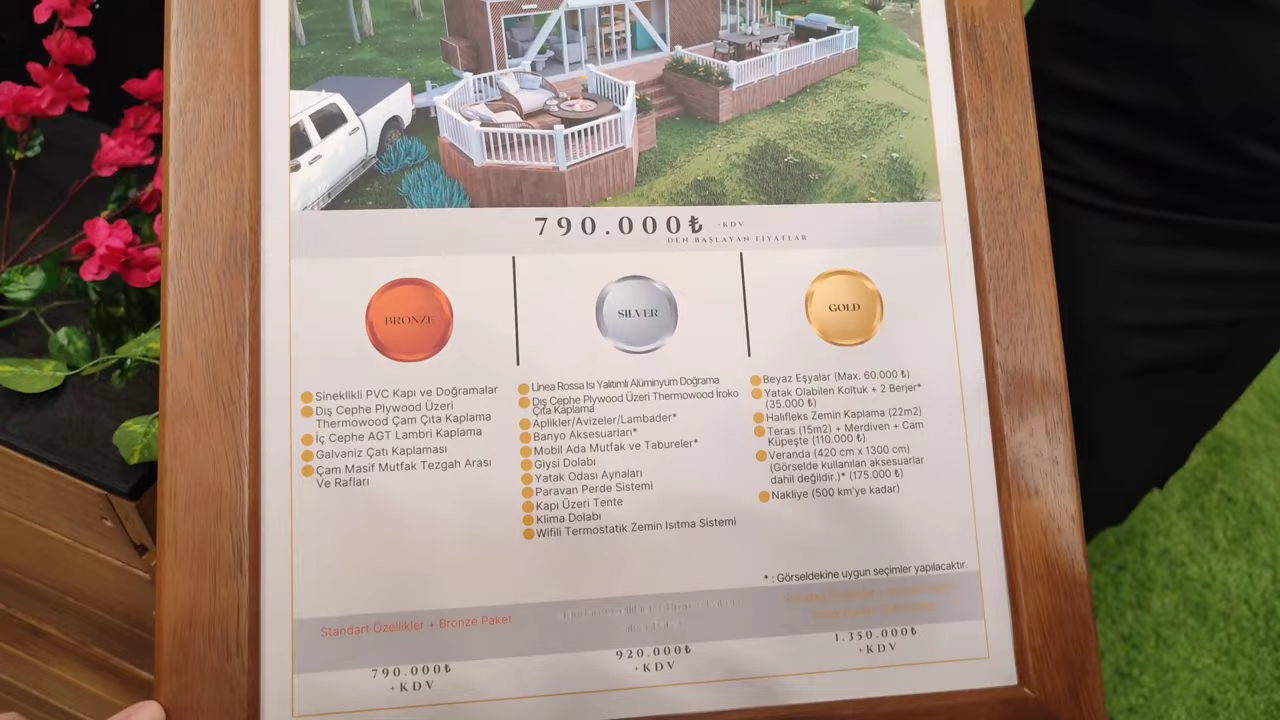 790.000₺ +KDV
DEN BAŞLAYAN FİYATLAR
BRONZE
Sineklikli PVC Kapı ve Doğramalar
Dış Cephe Plywood Üzeri
Thermowood Çam Çıta Kaplama
İç Cephe AGT Lambri Kaplama
Galvaniz Çatı Kaplaması
Çam Masif Mutfak Tezgah Arası
Ve Rafları
Standart Özellikler + Bronze Paket
790.000₺
+KDV
SILVER
Linea Rossa Isı Yalıtımlı Alüminyum Doğrama
Dış Cephe Plywood Üzeri Thermowood İroko
Çıta Kaplama
Aplikler/Avizeler/Lambader*
Banyo Aksesuarları*
Mobil Ada Mutfak ve Tabureler*
Giysi Dolabı
Yatak Odası Aynaları
Paravan Perde Sistemi
Kapı Üzeri Tente
Klima Dolabı
Wifili Termostatik Zemin Isıtma Sistemi
920.000₺
+KDV
GOLD
Beyaz Eşyalar (Max. 60.000 ₺)
Yatak Olabilen Koltuk + 2 Berjer*
(35.000 ₺)
Halıfleks Zemin Kaplama (22m2)
Teras (15m2) + Merdiven + Cam
Küpeşte (110.000 ₺)
Veranda (420 cm x 1300 cm)
(Görselde kullanılan aksesuarlar
dahil değildir.)* (175.000 ₺)
Nakliye (500 km'ye kadar)
* : Görseldekine uygun seçimler yapılacaktır.
1.350.000₺
+KDV